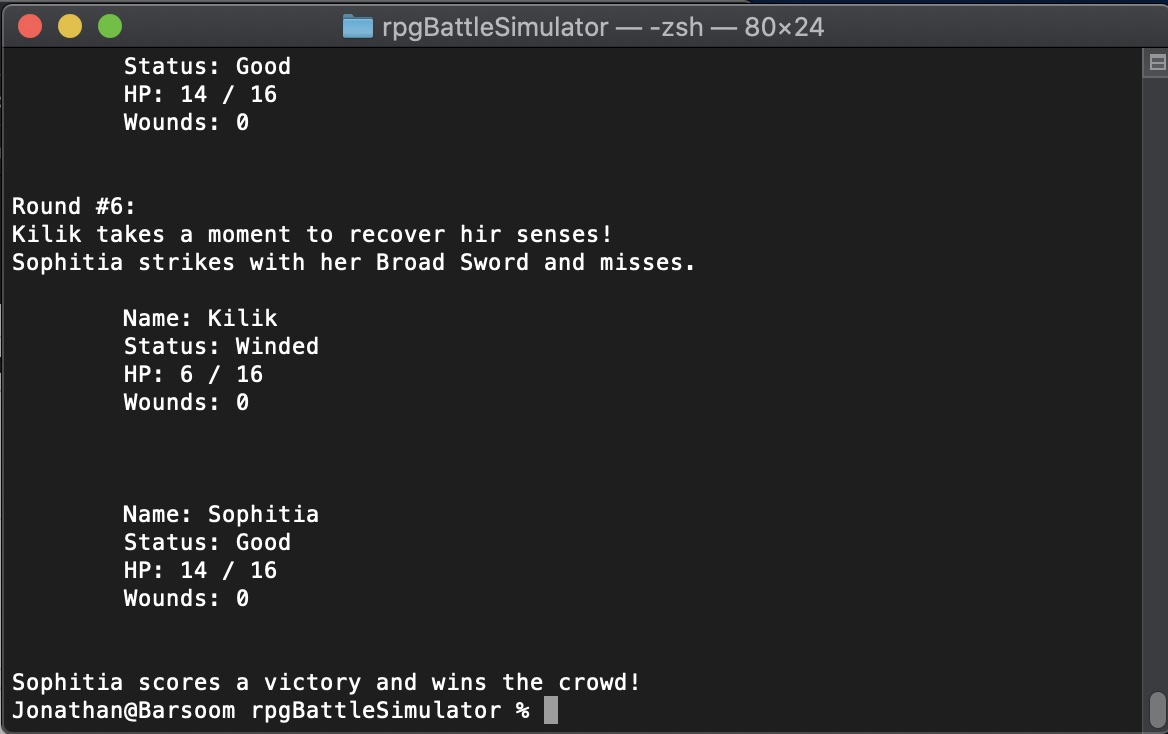 rpgBattleSimulator — -zsh — 80×24
Status: Good
HP: 14 / 16
Wounds: 0
Round #6:
Kilik takes a moment to recover hir senses!
Sophitia strikes with her Broad Sword and misses.
Name: Kilik
Status: Winded
HP: 6 / 16
Wounds: 0
Name: Sophitia
Status: Good
HP: 14 / 16
Wounds: 0
Sophitia scores a victory and wins the crowd!
Jonathan@Barsoom rpgBattleSimulator %